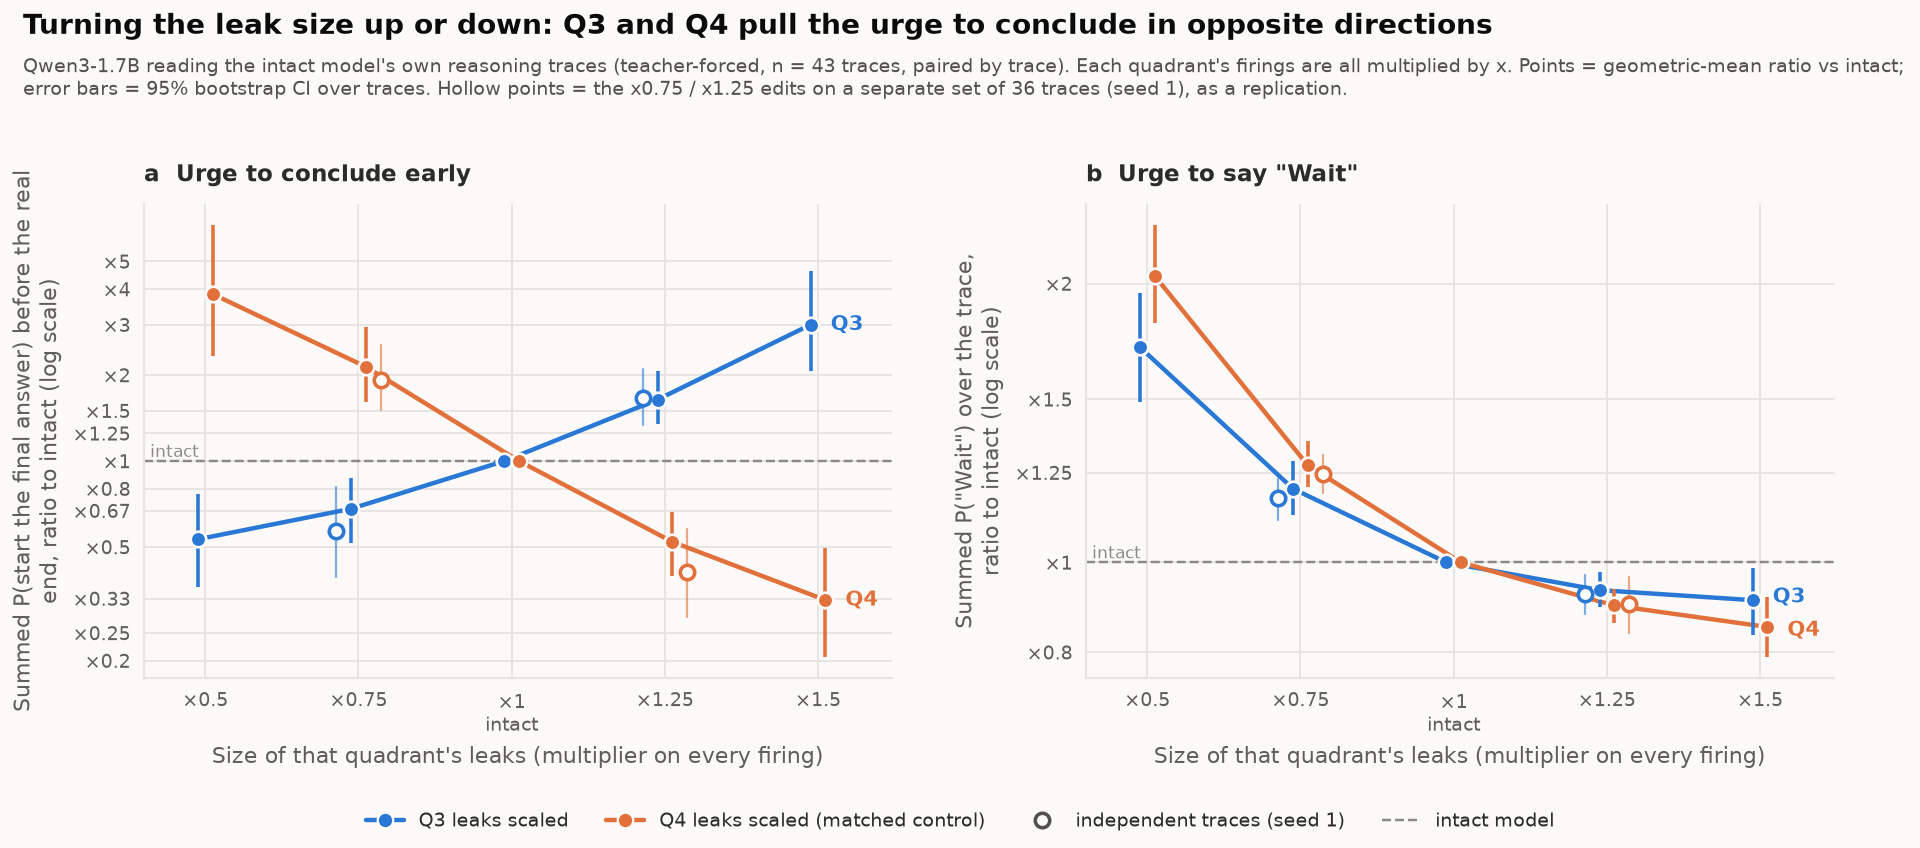 Turning the leak size up or down: Q3 and Q4 pull the urge to conclude in opposite directions
Qwen3-1.7B reading the intact model's own reasoning traces (teacher-forced, n = 43 traces, paired by trace). Each quadrant's firings are all multiplied by x. Points = geometric-mean ratio vs intact;
error bars = 95% bootstrap CI over traces. Hollow points = the x0.75 / x1.25 edits on a separate set of 36 traces (seed 1), as a replication.
a Urge to conclude early
Summed P(start the final answer) before the real
end, ratio to intact (log scale)
×5
×4
×3
×2
×1.5
×1.25
×1
×0.8
×0.67
×0.5
×0.33
×0.25
×0.2
intact
Q3
Q4
×0.5
×0.75
×1
intact
×1.25
×1.5
Size of that quadrant's leaks (multiplier on every firing)
b Urge to say "Wait"
Summed P("Wait") over the trace,
ratio to intact (log scale)
×2
×1.5
×1.25
×1
×0.8
intact
Q3
Q4
×0.5
×0.75
×1
intact
×1.25
×1.5
Size of that quadrant's leaks (multiplier on every firing)
Q3 leaks scaled
Q4 leaks scaled (matched control)
independent traces (seed 1)
intact model